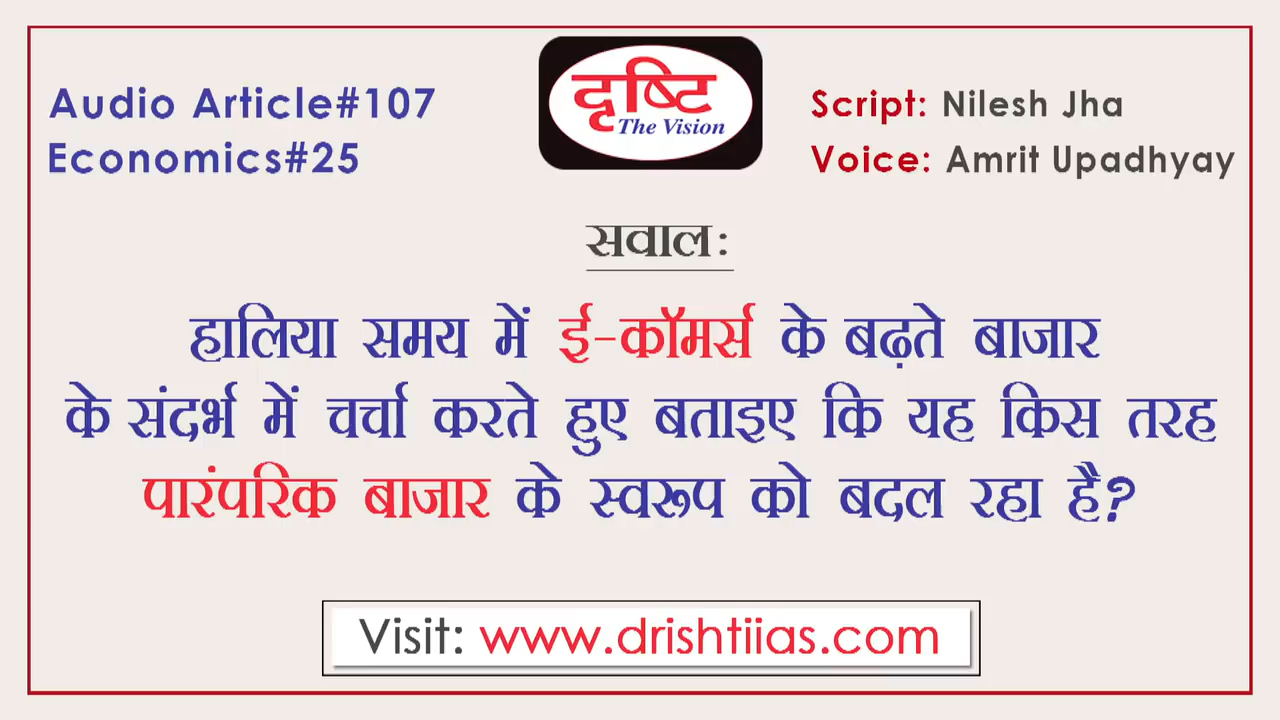 Audio Article#107
Economics#25
दृष्टि
The Vision
Script: Nilesh Jha
Voice: Amrit Upadhyay
सवाल:
हालिया समय में ई-कॉमर्स के बढ़ते बाजार
के संदर्भ में चर्चा करते हुए बताइए कि यह किस तरह
पारंपरिक बाजार के स्वरूप को बदल रहा है?
Visit: www.drishtiias.com